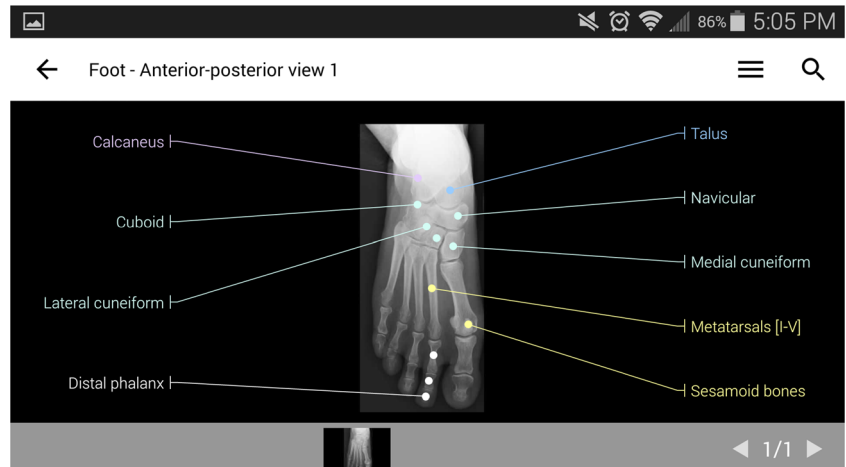 86% 5:05 PM
Foot - Anterior-posterior view 1
Calcaneus
Talus
Navicular
Cuboid
Medial cuneiform
Lateral cuneiform
Metatarsals [I-V]
Distal phalanx
Sesamoid bones
1/1